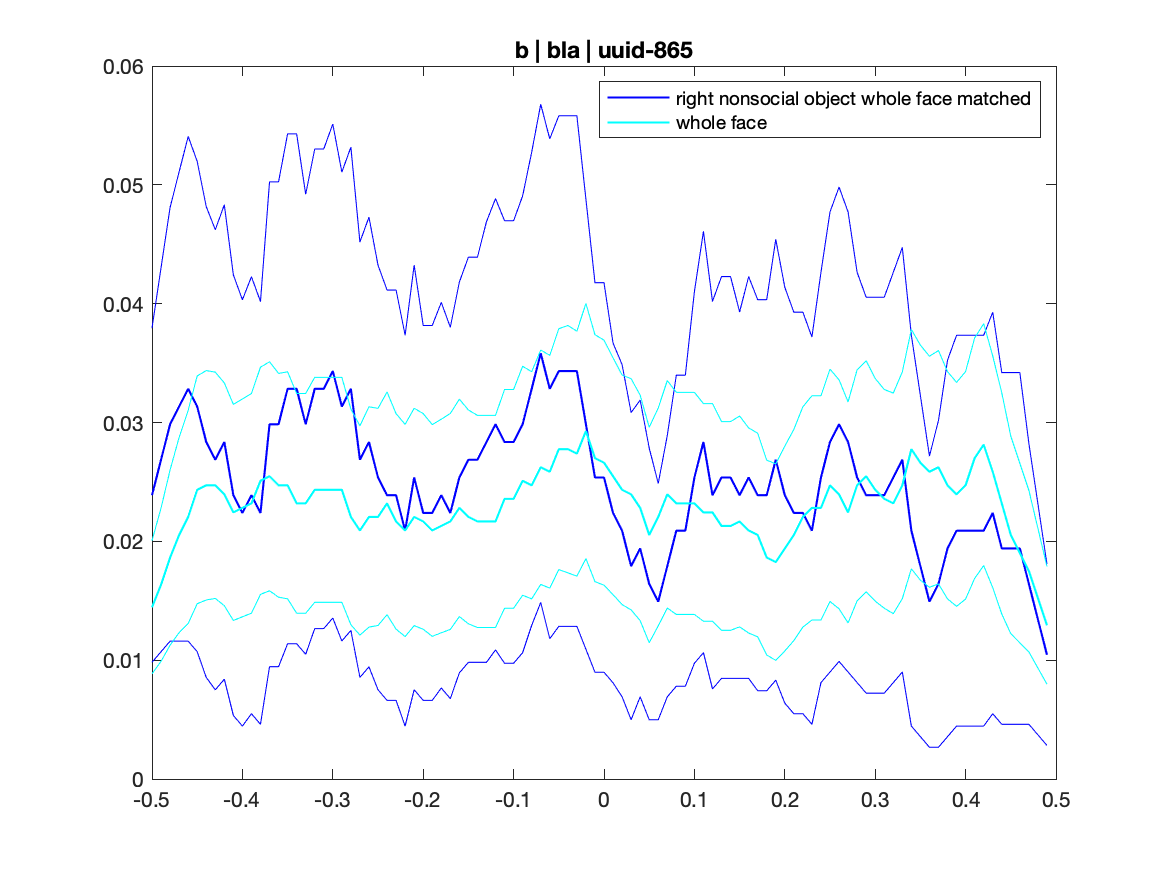 b | bla | uuid-865
0.06
right nonsocial object whole face matched
whole face
0.05
0.04
0.03
0.02
0.01
0
-0.5 -0.4 -0.3 -0.2 -0.1 0 0.1 0.2 0.3 0.4 0.5